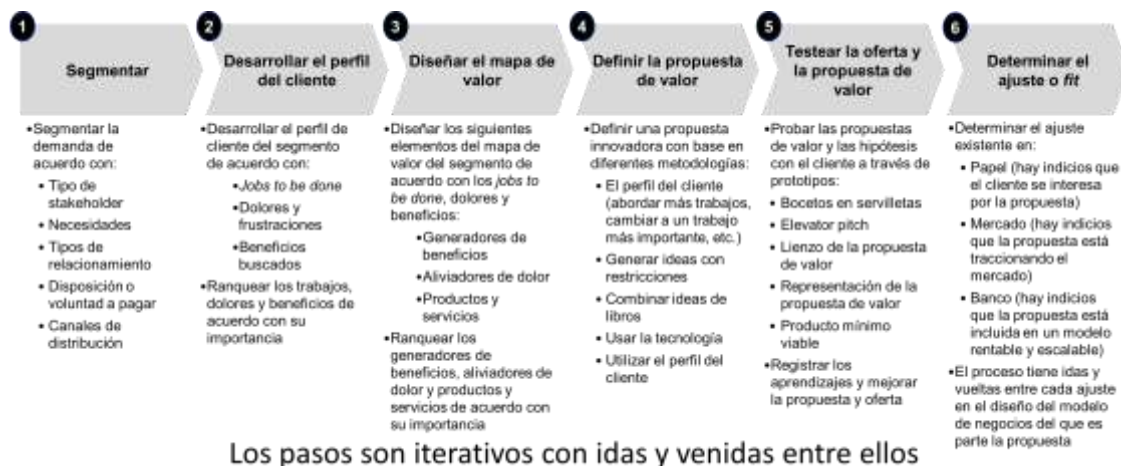 1
Segmentar
•Segmentar la
demanda de
acuerdo con:
• Tipo de
stakeholder
• Necesidades
• Tipos de
relacionamiento
• Disposición o
voluntad a pagar
• Canales de
distribución
2
Desarrollar el perfil
del cliente
•Desarrollar el perfil de
cliente del segmento
de acuerdo con:
•Jobs to be done
•Dolores y
frustraciones
•Beneficios
buscados
•Ranquear los trabajos,
dolores y beneficios de
acuerdo con su
importancia
3
Diseñar el mapa de
valor
•Diseñar los siguientes
elementos del mapa de
valor del segmento de
acuerdo con los jobs to
be done, dolores y
beneficios:
•Generadores de
beneficios
•Aliviadores de dolor
•Productos y
servicios
•Ranquear los
generadores de
beneficios, aliviadores de
dolor y productos y
servicios de acuerdo con
su importancia
4
Definir la propuesta
de valor
•Definir una propuesta
innovadora con base en
diferentes metodologías:
• El perfil del cliente
(abordar más trabajos,
cambiar a un trabajo
más importante, etc.)
• Generar ideas con
restricciones
• Combinar ideas de
libros
• Usar la tecnología
• Utilizar el perfil del
cliente
5
Testear la oferta y
la propuesta de
valor
•Probar las propuestas
de valor y las hipótesis
con el cliente a través de
prototipos:
• Bocetos en servilletas
• Elevator pitch
• Lienzo de la propuesta
de valor
• Representación de la
propuesta de valor
• Producto mínimo
viable
•Registrar los
aprendizajes y mejorar
la propuesta y oferta
6
Determinar el
ajuste o fit
•Determinar el ajuste
existente en:
• Papel (hay indicios que
el cliente se interesa
por la propuesta)
• Mercado (hay indicios
que la propuesta está
traccionando el
mercado)
• Banco (hay indicios
que la propuesta está
incluida en un modelo
rentable y escalable)
•El proceso tiene idas y
vueltas entre cada ajuste
en el diseño del modelo
de negocios del que es
parte la propuesta
Los pasos son iterativos con idas y venidas entre ellos